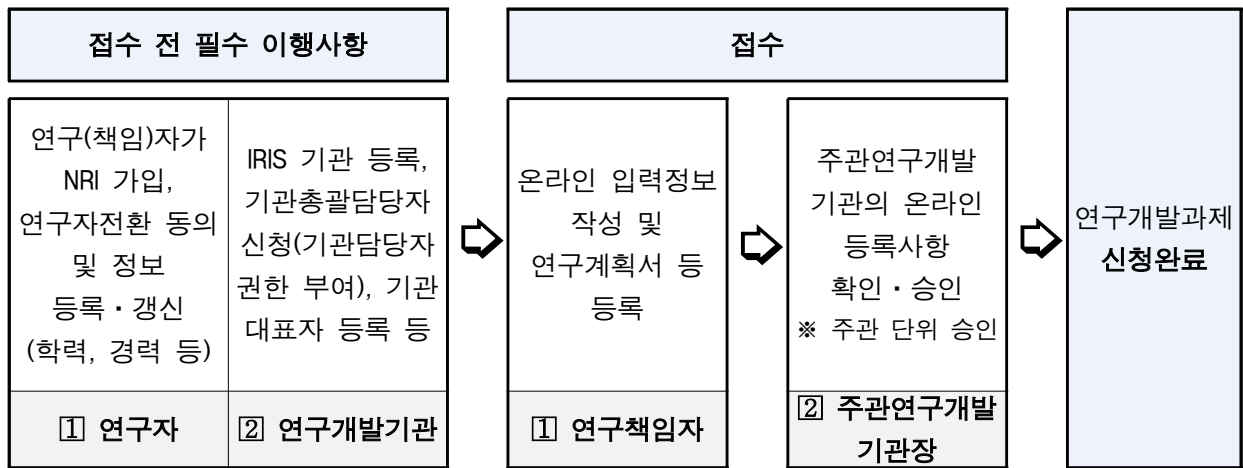 접수 전 필수 이행사항
연구(책임)자가
NRI 가입,
연구자전환 동의
및 정보
등록・갱신
(학력, 경력 등)
1 연구자
IRIS 기관 등록,
기관총괄담당자
신청(기관담당자
권한 부여), 기관
대표자 등록 등
2 연구개발기관
접수
온라인 입력정보
작성 및
연구계획서 등
등록
1 연구책임자
주관연구개발
기관의 온라인
등록사항
확인・승인
※ 주관 단위 승인
2 주관연구개발
기관장
연구개발과제
신청완료